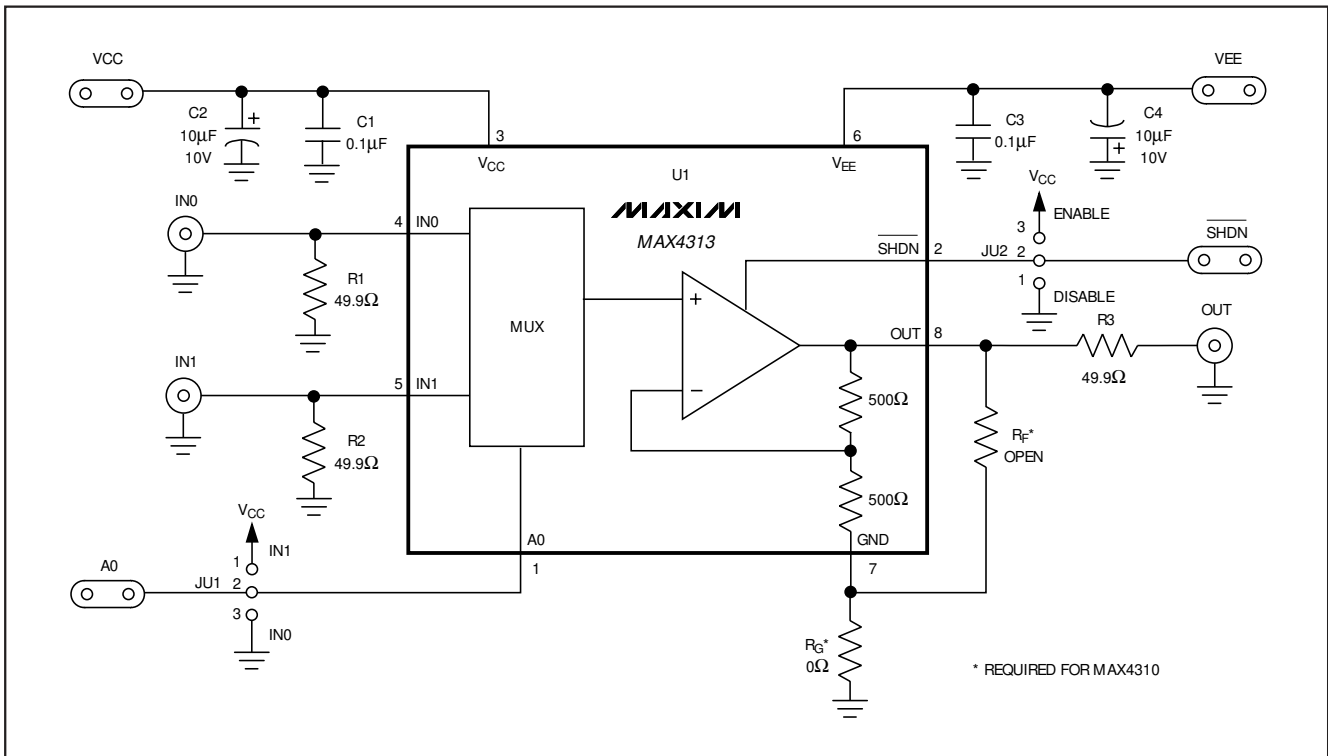 VCC
VEE
C2
10µF
10V
+
C1
0.1µF
3
VCC
6
VEE
C3
0.1µF
C4
10µF
10V
+
U1
MAXIM
MAX4313
IN0
4
IN0
R1
49.9Ω
MUX
+
−
IN1
5
IN1
R2
49.9Ω
SHDN
2
JU2
VCC
3
ENABLE
2
1
DISABLE
SHDN
OUT
8
R3
49.9Ω
OUT
500Ω
500Ω
RF*
OPEN
A0
1
GND
7
VCC
1
IN1
A0
JU1
2
3
IN0
RG*
0Ω
* REQUIRED FOR MAX4310